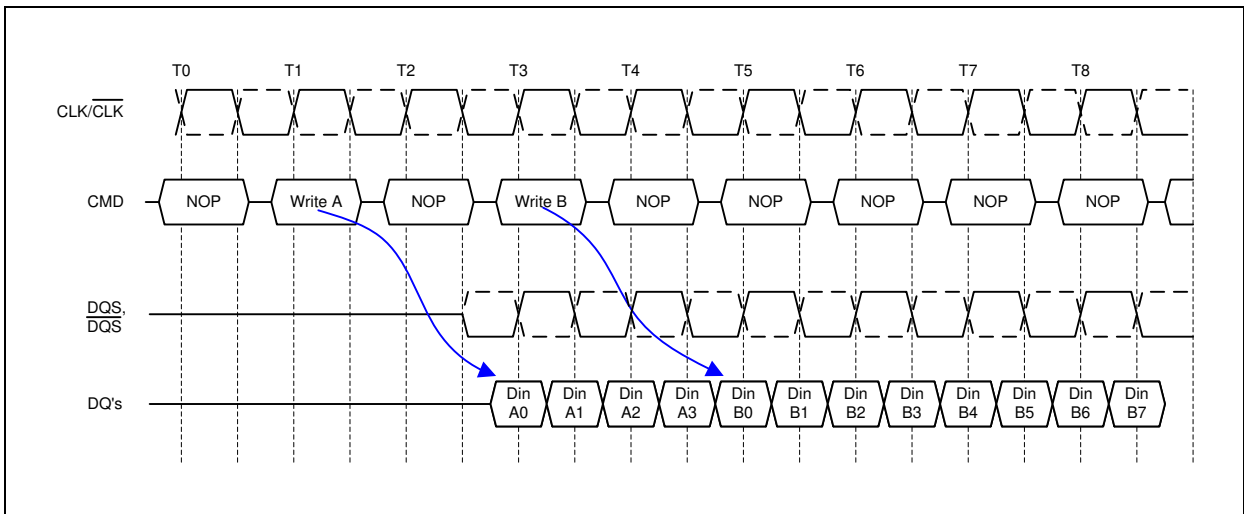 T0 T1 T2 T3 T4 T5 T6 T7 T8
CLK/CLK
CMD NOP Write A NOP Write B NOP NOP NOP NOP NOP
DQS,
DQS
DQ's Din Din Din Din Din Din Din Din Din Din Din Din
A0 A1 A2 A3 B0 B1 B2 B3 B4 B5 B6 B7